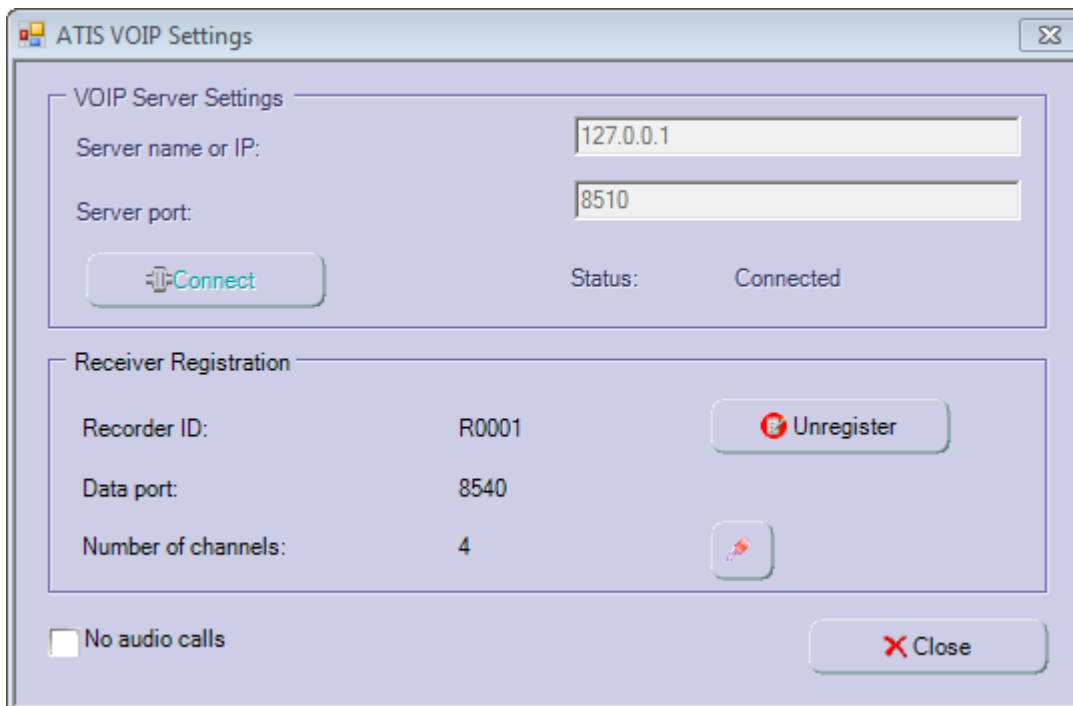 ATIS VOIP Settings
VOIP Server Settings
Server name or IP: 127.0.0.1
Server port: 8510
Connect Status: Connected
Receiver Registration
Recorder ID: R0001 Unregister
Data port: 8540
Number of channels: 4
No audio calls Close